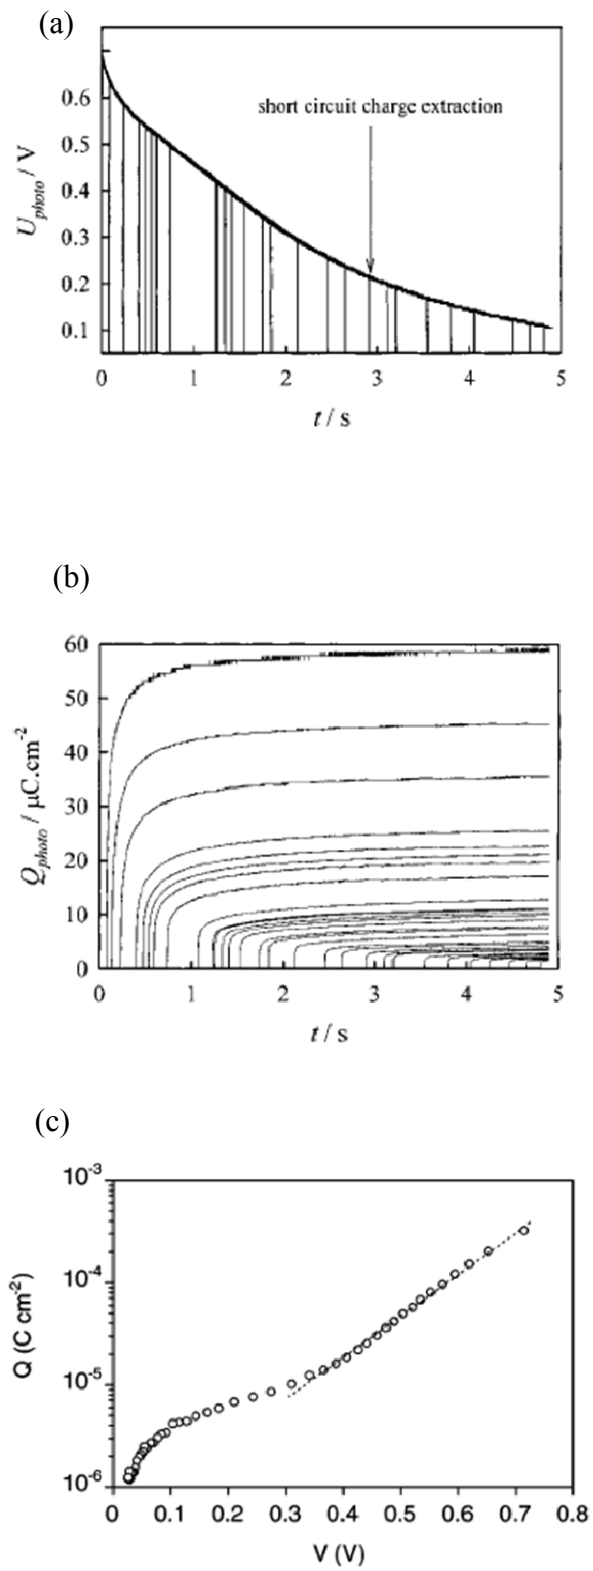 (a)
U_photo / V
0.6
0.5
0.4
0.3
0.2
0.1
short circuit charge extraction
0 1 2 3 4 5
t / s
(b)
Q_photo / μC.cm⁻²
60
50
40
30
20
10
0
0 1 2 3 4 5
t / s
(c)
Q (C cm⁻²)
10⁻³
10⁻⁴
10⁻⁵
10⁻⁶
0 0.1 0.2 0.3 0.4 0.5 0.6 0.7 0.8
V (V)